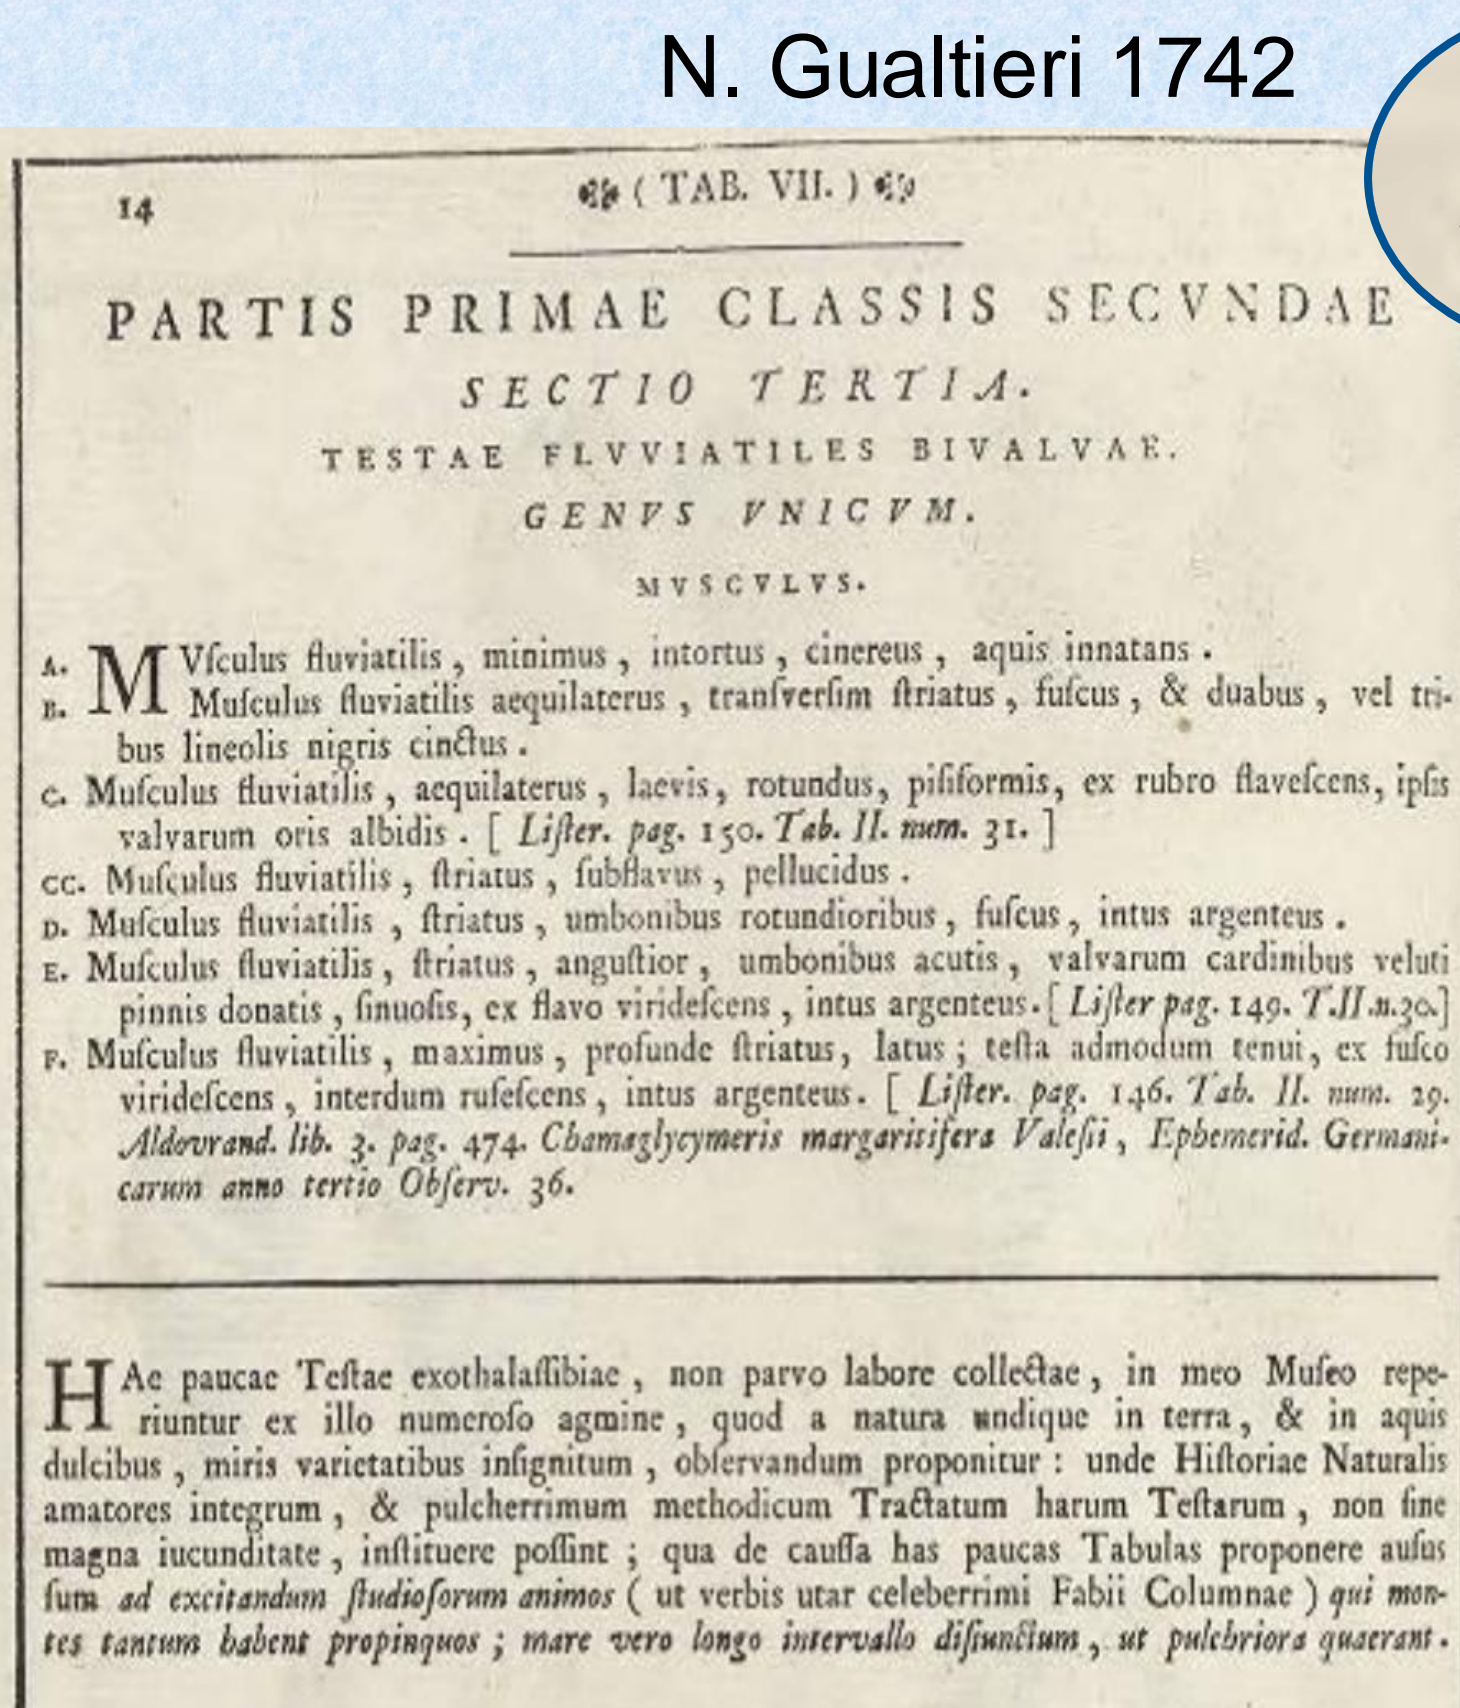 N. Gualtieri 1742
14
( TAB. VII. )
PARTIS PRIMAE CLASSIS SECVNDAE
SECTIO TERTIA.
TESTAE FLVVIATILES BIVALVAE.
GENVS VNICVM.
MVSCVLVS.
A. MVſculus fluviatilis, minimus, intortus, cinereus, aquis innatans.
B. Muſculus fluviatilis aequilaterus, tranſverſim ſtriatus, fuſcus, & duabus, vel tri-
bus lineolis nigris cinctus.
C. Muſculus fluviatilis, aequilaterus, laevis, rotundus, piſiformis, ex rubro flaveſcens, ipſis
valvarum oris albidis. [ Liſter. pag. 150. Tab. II. num. 31. ]
CC. Muſculus fluviatilis, ſtriatus, ſubflavus, pellucidus.
D. Muſculus fluviatilis, ſtriatus, umbonibus rotundioribus, fuſcus, intus argenteus.
E. Muſculus fluviatilis, ſtriatus, anguſtior, umbonibus acutis, valvarum cardinibus veluti
pinnis donatis, ſinuoſis, ex flavo virideſcens, intus argenteus. [ Liſter pag. 149. T.II.n.30.]
F. Muſculus fluviatilis, maximus, profunde ſtriatus, latus; teſta admodum tenui, ex fuſco
virideſcens, interdum rufeſcens, intus argenteus. [ Liſter. pag. 146. Tab. II. num. 29.
Aldovrand. lib. 3. pag. 474. Chamaglycymeris margaritifera Valeſii, Ephemerid. Germani-
carum anno tertio Obſerv. 36.
HAe paucae Teſtae exothalaſſibiae, non parvo labore collectae, in meo Muſeo repe-
riuntur ex illo numeroſo agmine, quod a natura undique in terra, & in aquis
dulcibus, miris varietatibus inſignitum, obſervandum proponitur: unde Hiſtoriae Naturalis
amatores integrum, & pulcherrimum methodicum Tractatum harum Teſtarum, non ſine
magna iucunditate, inſtituere poſſint; qua de cauſſa has paucas Tabulas proponere auſus
ſum ad excitandum ſtudioſorum animos ( ut verbis utar celeberrimi Fabii Columnae ) qui mon-
tes tantum habent propinquos; mare vero longo intervallo diſiunctum, ut pulchriora quaerant.